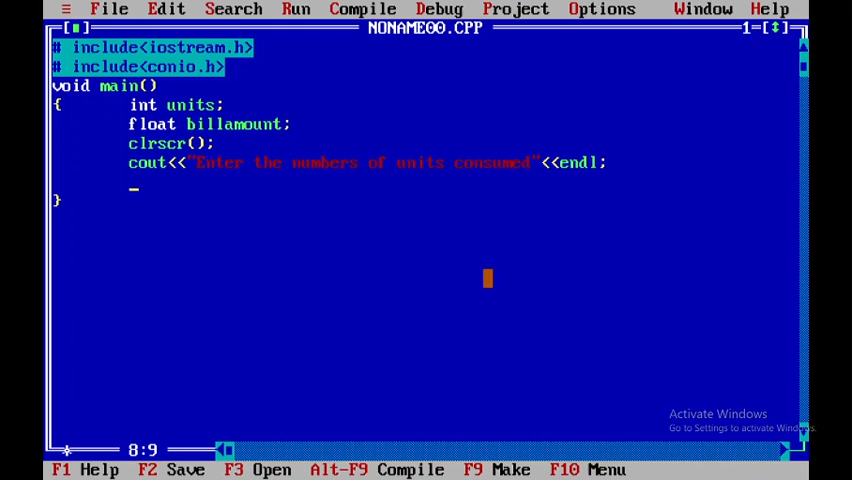 ≡ File Edit Search Run Compile Debug Project Options Window Help
[■] NONAME00.CPP 1=[↕]
# include<iostream.h>
# include<conio.h>
void main()
{ int units;
float billamount;
clrscr();
cout<<"Enter the numbers of units consumed"<<endl;
_
}
Activate Windows
Go to Settings to activate Windows.
* 8:9
F1 Help F2 Save F3 Open Alt-F9 Compile F9 Make F10 Menu